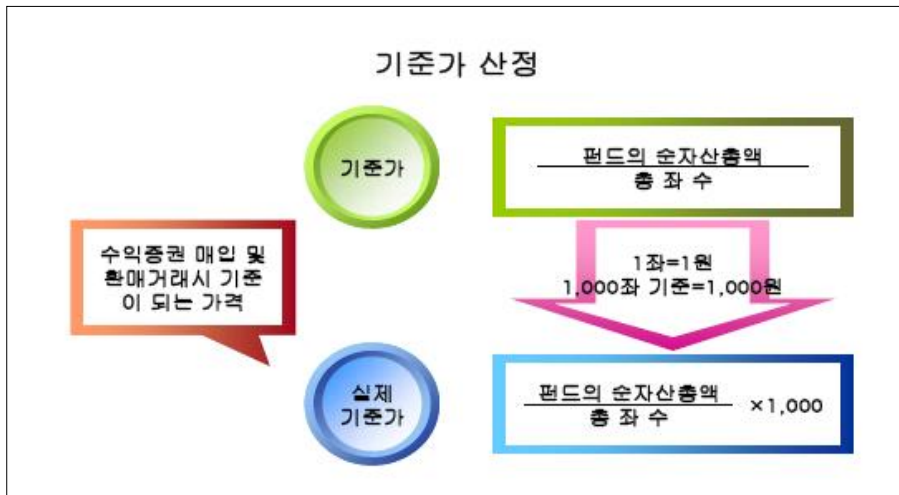 기준가 산정
기준가
펀드의 순자산총액
총 좌 수
수익증권 매입 및
환매거래시 기준
이 되는 가격
1좌=1원
1,000좌 기준=1,000원
실제
기준가
펀드의 순자산총액
총 좌 수
×1,000